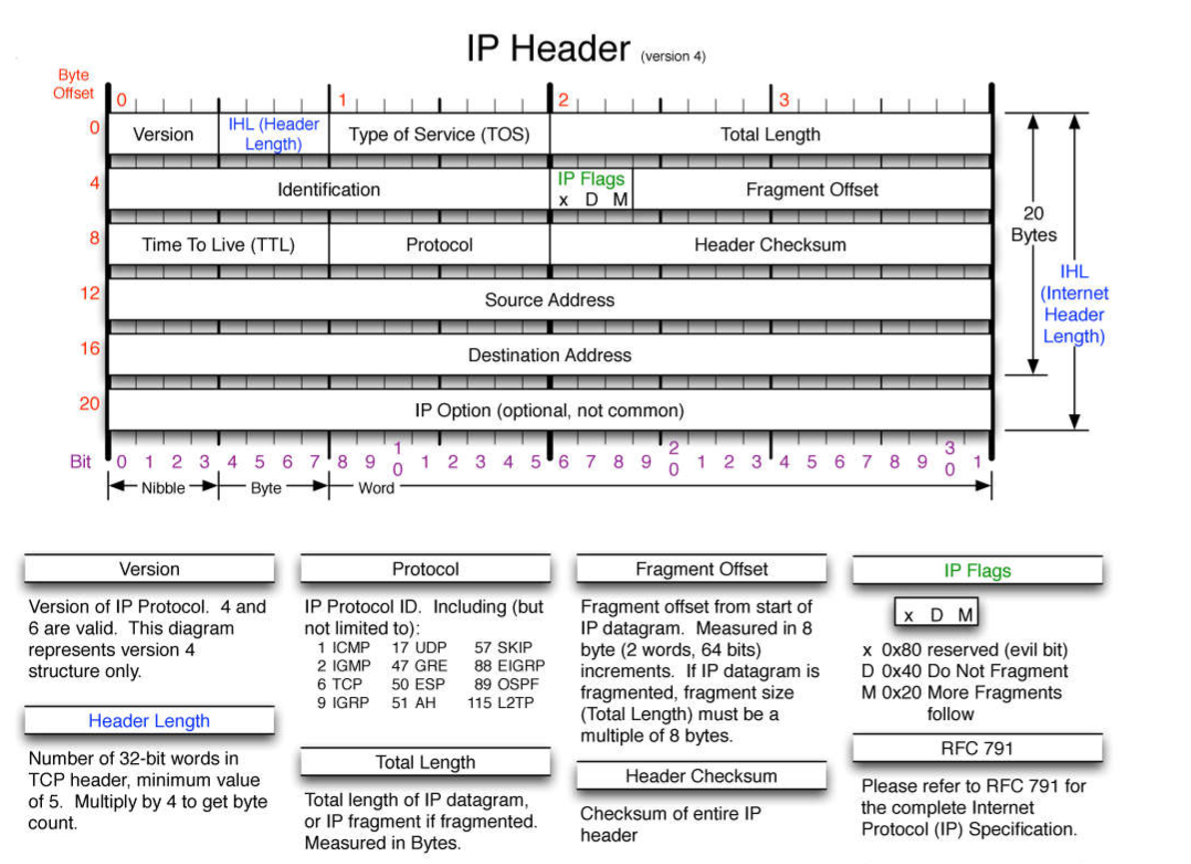 IP Header (version 4)
Byte
Offset 0 1 2 3
0 Version IHL (Header
Length) Type of Service (TOS) Total Length
4 Identification IP Flags
x D M Fragment Offset
8 Time To Live (TTL) Protocol Header Checksum
12 Source Address
16 Destination Address
20 IP Option (optional, not common)
20
Bytes
IHL
(Internet
Header
Length)
Bit 0 1 2 3 4 5 6 7 8 9 10 1 2 3 4 5 6 7 8 9 20 1 2 3 4 5 6 7 8 9 30 1
Nibble Byte Word
Version
Version of IP Protocol. 4 and
6 are valid. This diagram
represents version 4
structure only.
Header Length
Number of 32-bit words in
TCP header, minimum value
of 5. Multiply by 4 to get byte
count.
Protocol
IP Protocol ID. Including (but
not limited to):
1 ICMP 17 UDP 57 SKIP
2 IGMP 47 GRE 88 EIGRP
6 TCP 50 ESP 89 OSPF
9 IGRP 51 AH 115 L2TP
Total Length
Total length of IP datagram,
or IP fragment if fragmented.
Measured in Bytes.
Fragment Offset
Fragment offset from start of
IP datagram. Measured in 8
byte (2 words, 64 bits)
increments. If IP datagram is
fragmented, fragment size
(Total Length) must be a
multiple of 8 bytes.
Header Checksum
Checksum of entire IP
header
IP Flags
x D M
x 0x80 reserved (evil bit)
D 0x40 Do Not Fragment
M 0x20 More Fragments
follow
RFC 791
Please refer to RFC 791 for
the complete Internet
Protocol (IP) Specification.